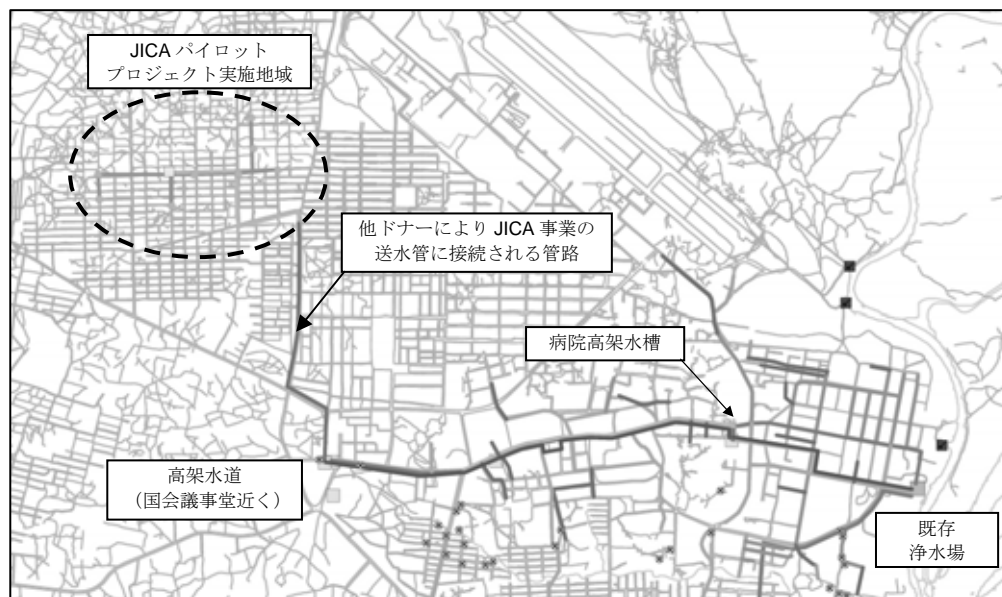 JICA パイロット
プロジェクト実施地域
他ドナーにより JICA 事業の
送水管に接続される管路
病院高架水槽
高架水道
（国会議事堂近く）
既存
浄水場